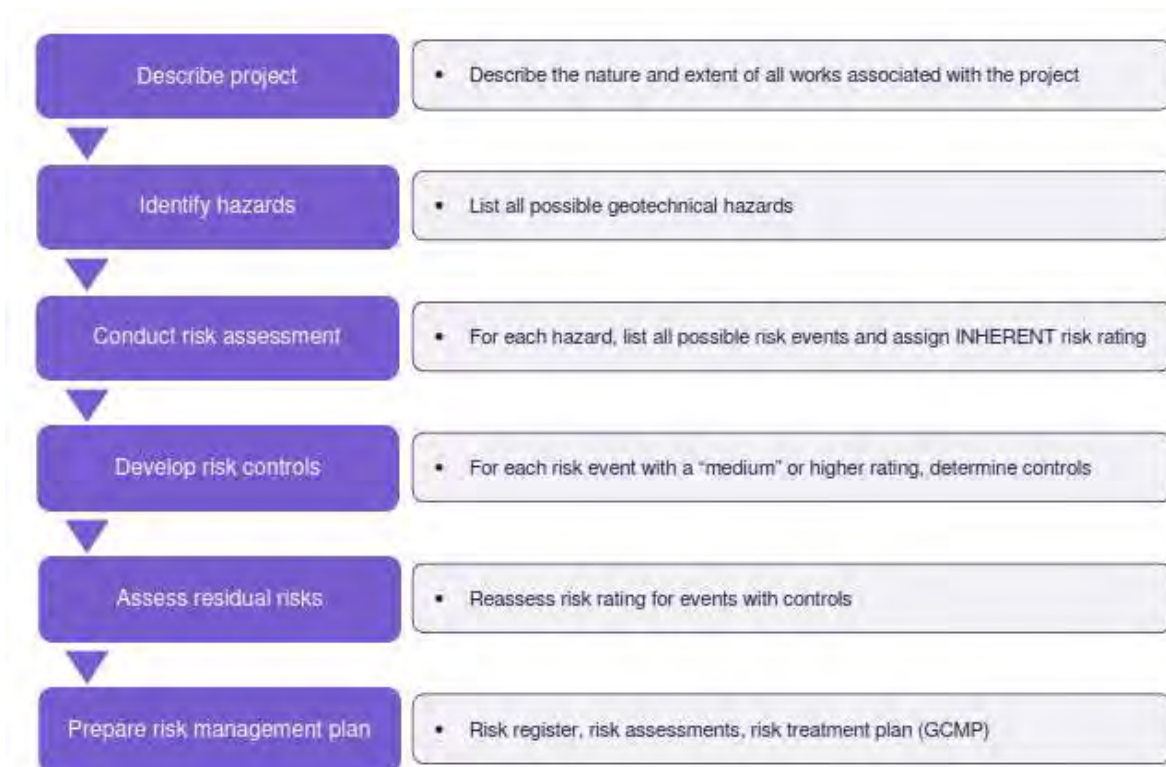 Describe project
• Describe the nature and extent of all works associated with the project
Identify hazards
• List all possible geotechnical hazards
Conduct risk assessment
• For each hazard, list all possible risk events and assign INHERENT risk rating
Develop risk controls
• For each risk event with a “medium” or higher rating, determine controls
Assess residual risks
• Reassess risk rating for events with controls
Prepare risk management plan
• Risk register, risk assessments, risk treatment plan (GCMP)